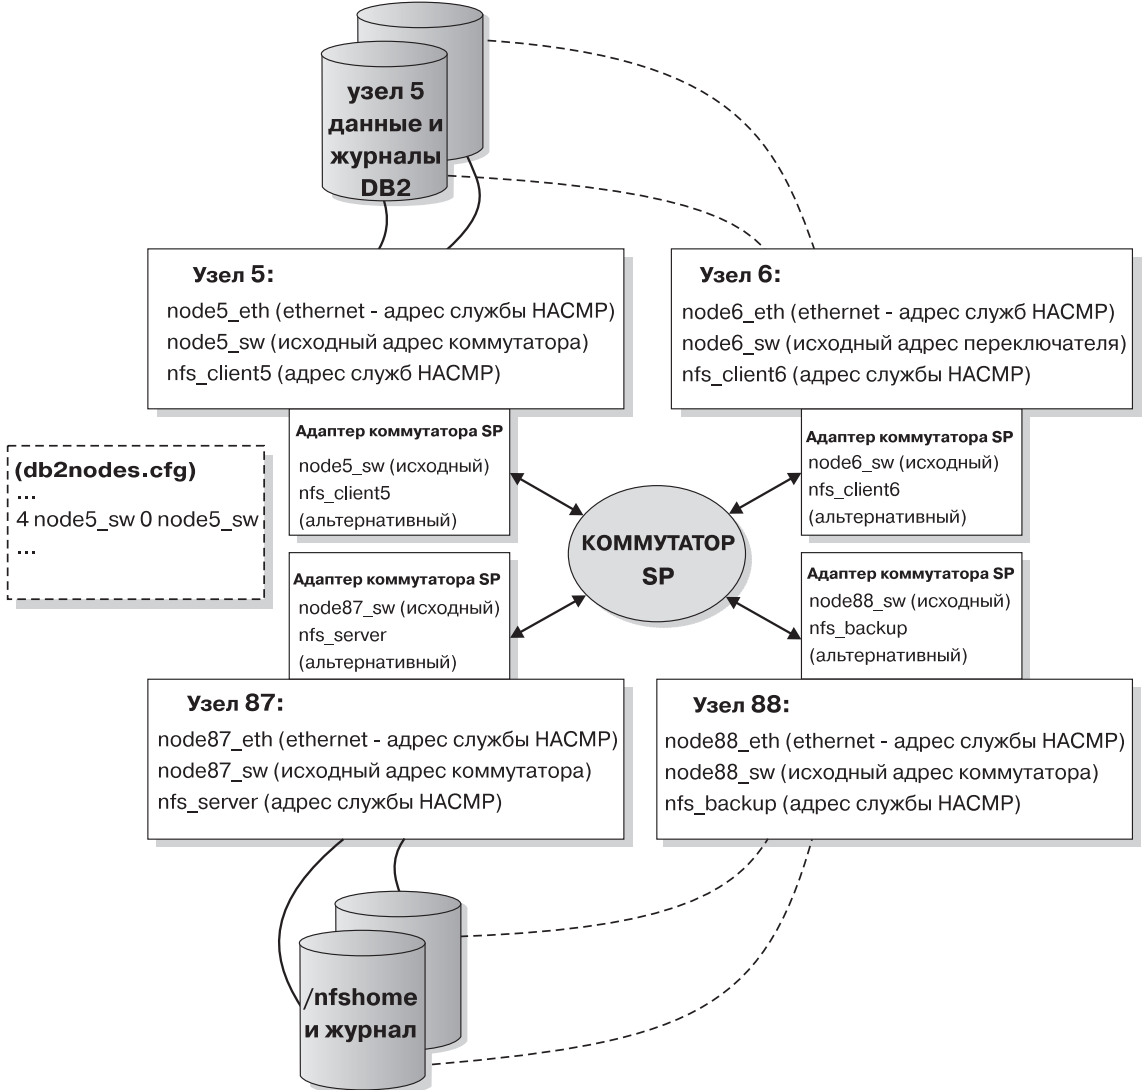 узел 5
данные и
журналы
DB2
Узел 5:
node5_eth (ethernet - адрес службы HACMP)
node5_sw (исходный адрес коммутатора)
nfs_client5 (адрес служб HACMP)
Узел 6:
node6_eth (ethernet - адрес служб HACMP)
node6_sw (исходный адрес переключателя)
nfs_client6 (адрес службы HACMP)
Адаптер коммутатора SP
node5_sw (исходный)
nfs_client5
(альтернативный)
Адаптер коммутатора SP
node6_sw (исходный)
nfs_client6
(альтернативный)
(db2nodes.cfg)
...
4 node5_sw 0 node5_sw
...
КОММУТАТОР
SP
Адаптер коммутатора SP
node87_sw (исходный)
nfs_server
(альтернативный)
Адаптер коммутатора SP
node88_sw (исходный)
nfs_backup
(альтернативный)
Узел 87:
node87_eth (ethernet - адрес службы HACMP)
node87_sw (исходный адрес коммутатора)
nfs_server (адрес службы HACMP)
Узел 88:
node88_eth (ethernet - адрес службы HACMP)
node88_sw (исходный адрес коммутатора)
nfs_backup (адрес службы HACMP)
/nfshome
и журнал